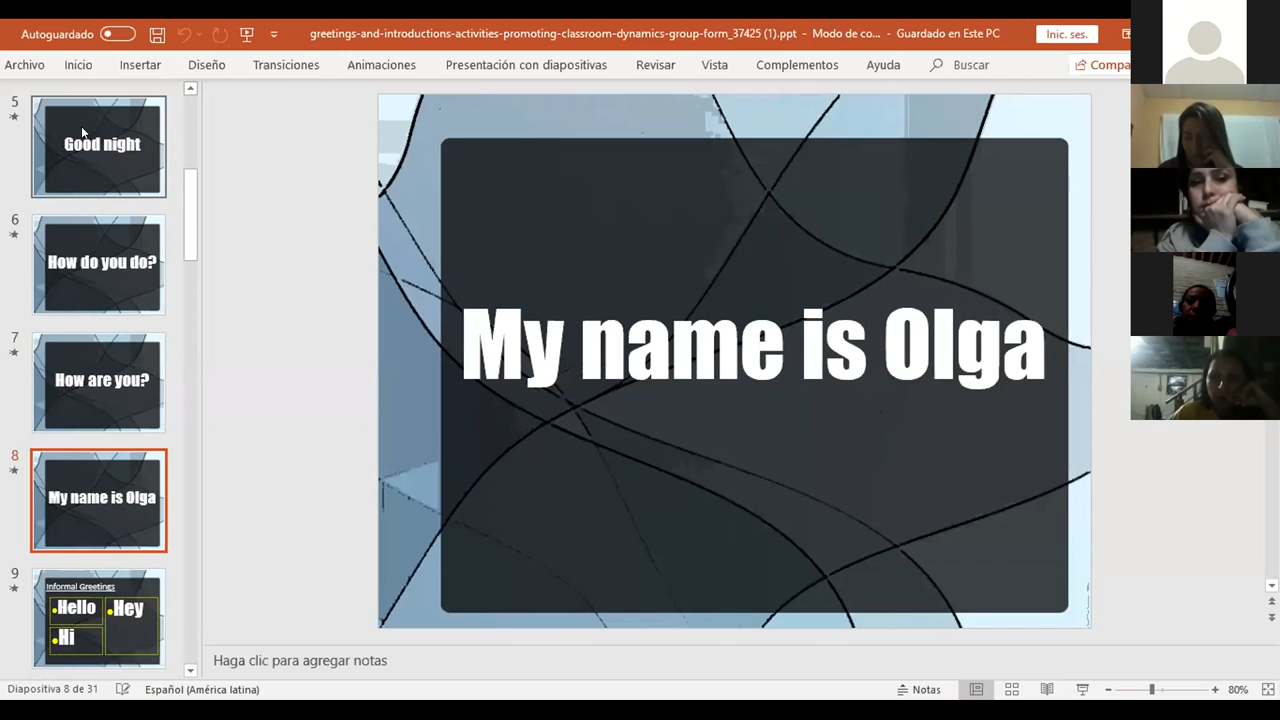 Autoguardado
greetings-and-introductions-activities-promoting-classroom-dynamics-group-form_37425 (1).ppt - Modo de co... - Guardado en Este PC
Inic. ses.
Archivo Inicio Insertar Diseño Transiciones Animaciones Presentación con diapositivas Revisar Vista Complementos Ayuda Buscar Compa
5
Good night
6
How do you do?
7
How are you?
8
My name is Olga
9
Informal Greetings
Hello
Hey
Hi
My name is Olga
Haga clic para agregar notas
Diapositiva 8 de 31 Español (América latina) Notas 80%